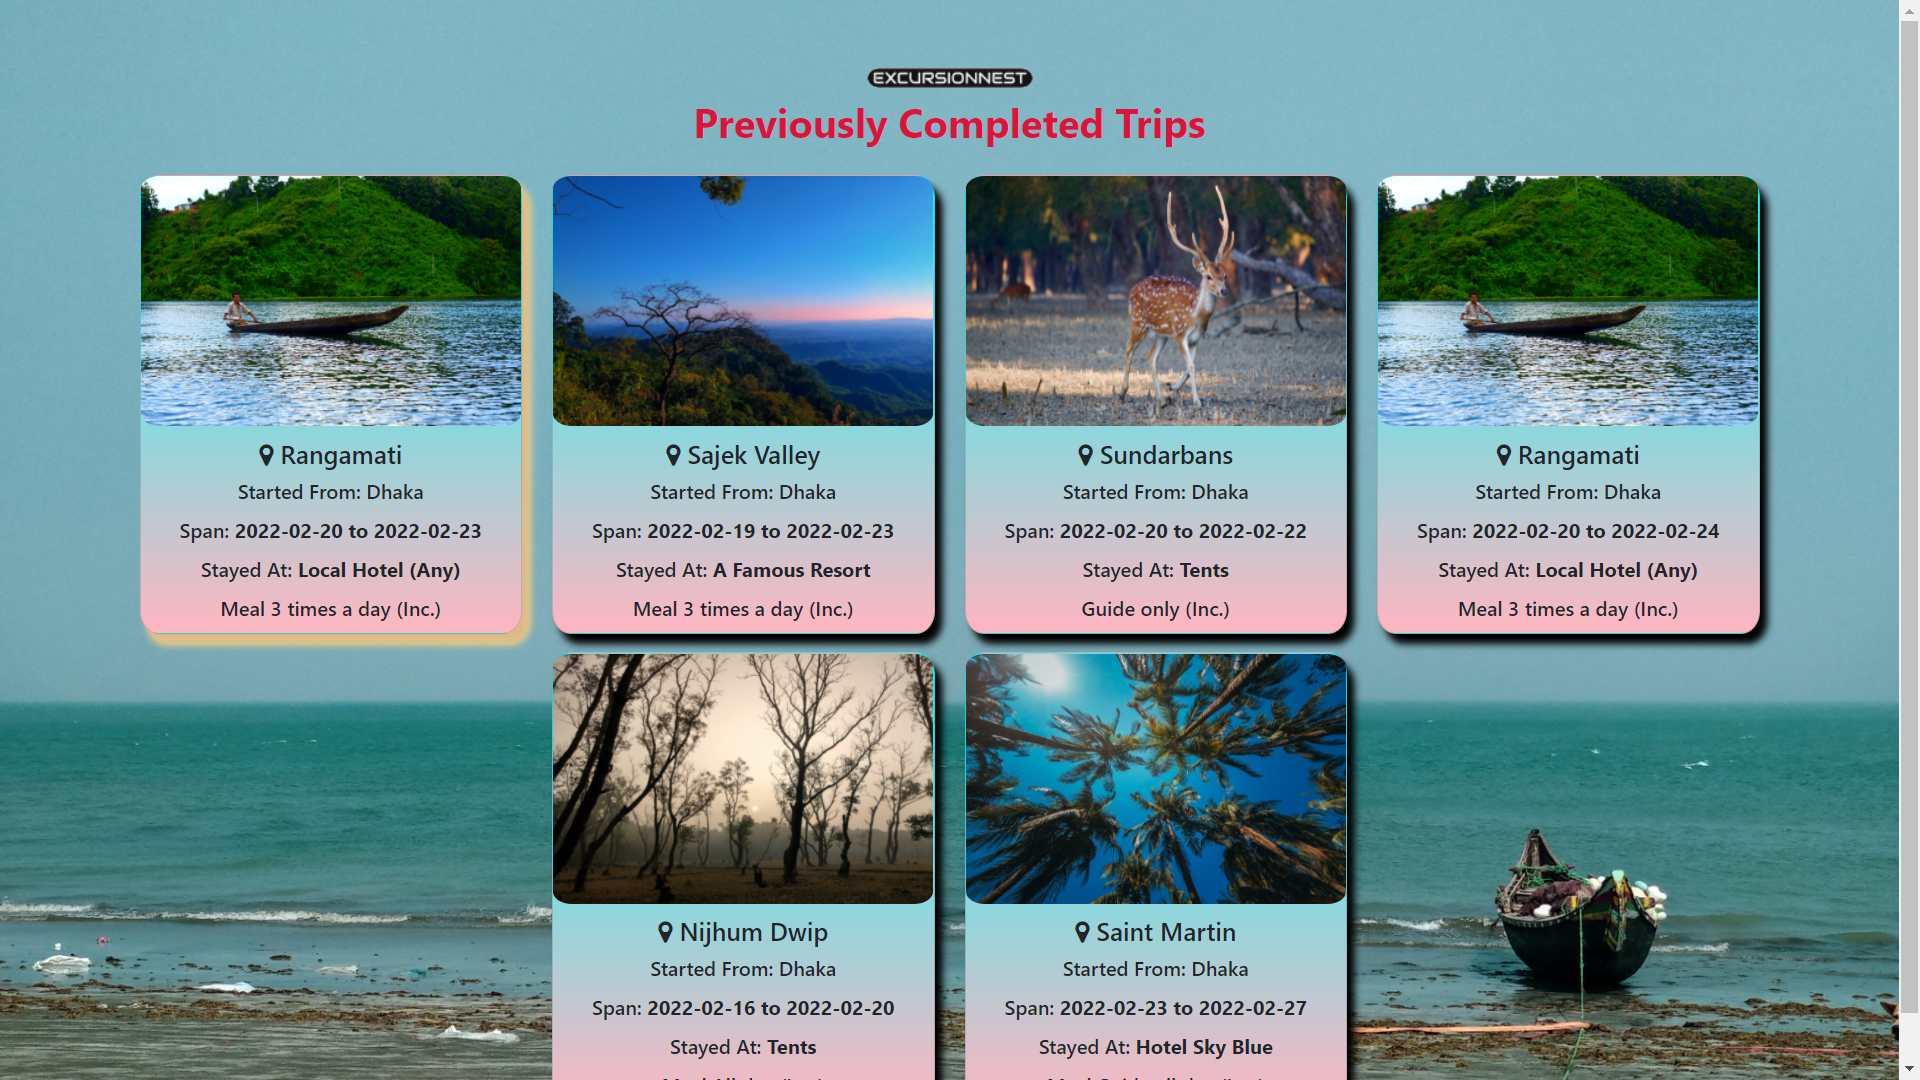 EXCURSIONNEST
Previously Completed Trips
Rangamati
Started From: Dhaka
Span: 2022-02-20 to 2022-02-23
Stayed At: Local Hotel (Any)
Meal 3 times a day (Inc.)
Sajek Valley
Started From: Dhaka
Span: 2022-02-19 to 2022-02-23
Stayed At: A Famous Resort
Meal 3 times a day (Inc.)
Sundarbans
Started From: Dhaka
Span: 2022-02-20 to 2022-02-22
Stayed At: Tents
Guide only (Inc.)
Rangamati
Started From: Dhaka
Span: 2022-02-20 to 2022-02-24
Stayed At: Local Hotel (Any)
Meal 3 times a day (Inc.)
Nijhum Dwip
Started From: Dhaka
Span: 2022-02-16 to 2022-02-20
Stayed At: Tents
Saint Martin
Started From: Dhaka
Span: 2022-02-23 to 2022-02-27
Stayed At: Hotel Sky Blue